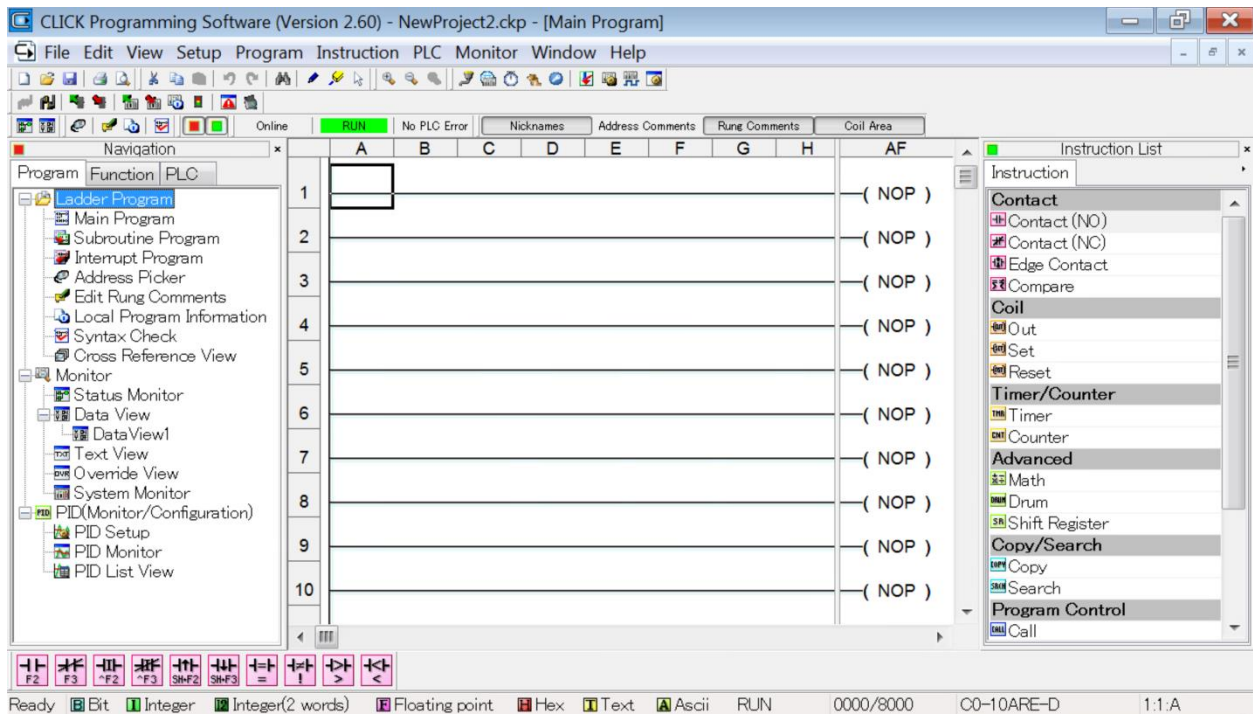 CLICK Programming Software (Version 2.60) - NewProject2.ckp - [Main Program]
File Edit View Setup Program Instruction PLC Monitor Window Help
Online RUN No PLC Error Nicknames Address Comments Rung Comments Coil Area
Navigation
Program Function PLC
Ladder Program
Main Program
Subroutine Program
Interrupt Program
Address Picker
Edit Rung Comments
Local Program Information
Syntax Check
Cross Reference View
Monitor
Status Monitor
Data View
DataView1
Text View
Override View
System Monitor
PID PID(Monitor/Configuration)
PID Setup
PID Monitor
PID List View
A B C D E F G H AF
1 ( NOP )
2 ( NOP )
3 ( NOP )
4 ( NOP )
5 ( NOP )
6 ( NOP )
7 ( NOP )
8 ( NOP )
9 ( NOP )
10 ( NOP )
Instruction List
Instruction
Contact
Contact (NO)
Contact (NC)
Edge Contact
Compare
Coil
Out
Set
Reset
Timer/Counter
TMR Timer
CNT Counter
Advanced
Math
DRUM Drum
SR Shift Register
Copy/Search
COPY Copy
Search
Program Control
CALL Call
F2 F3 ^F2 ^F3 SH+F2 SH+F3 = ! > <
Ready B Bit I Integer Integer(2 words) F Floating point H Hex T Text A Ascii RUN 0000/8000 C0-10ARE-D 1:1:A